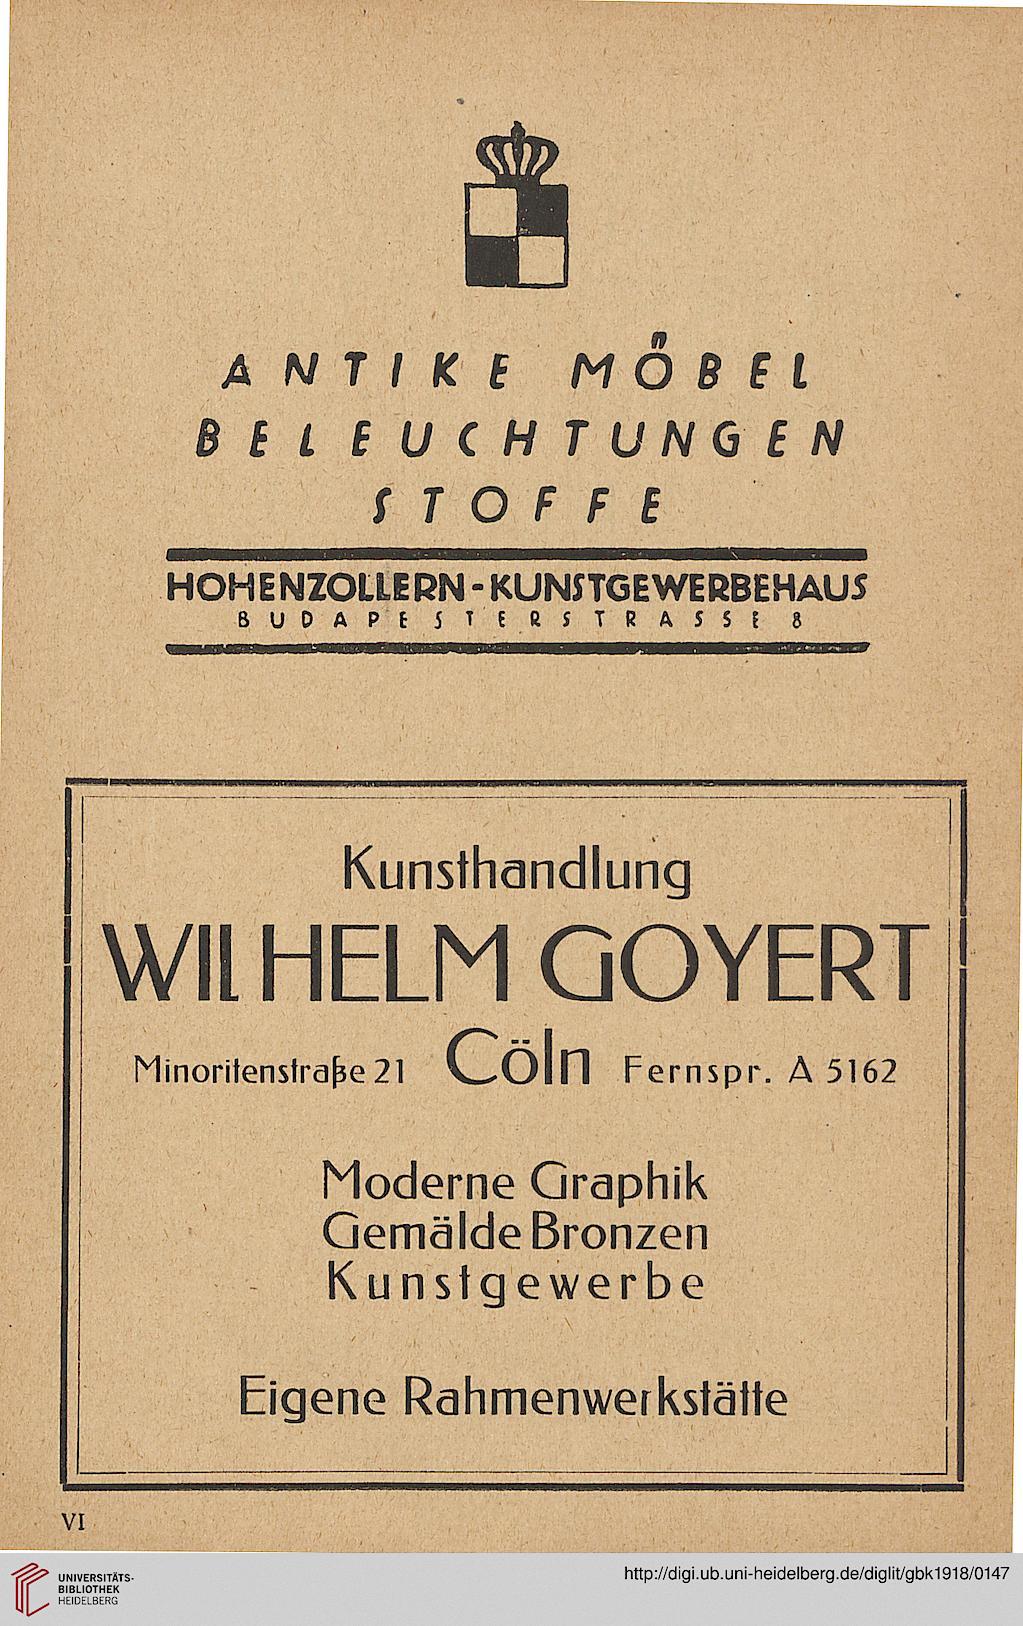 ANTIKE MÖBEL
BELEUCHTUNGEN
STOFFE
HOHENZOLLERN-KUNSTGEWERBEHAUS
BUDAPESTERSTRASSE 8
Kunsthandlung
WILHELM GOYERT
Minoritenstraße 21 Cöln Fernspr. A 5162
Moderne Graphik
Gemälde Bronzen
Kunstgewerbe
Eigene Rahmenwerkstätte
VI
UNIVERSITÄTS-
BIBLIOTHEK
HEIDELBERG
http://digi.ub.uni-heidelberg.de/diglit/gbk1918/0147